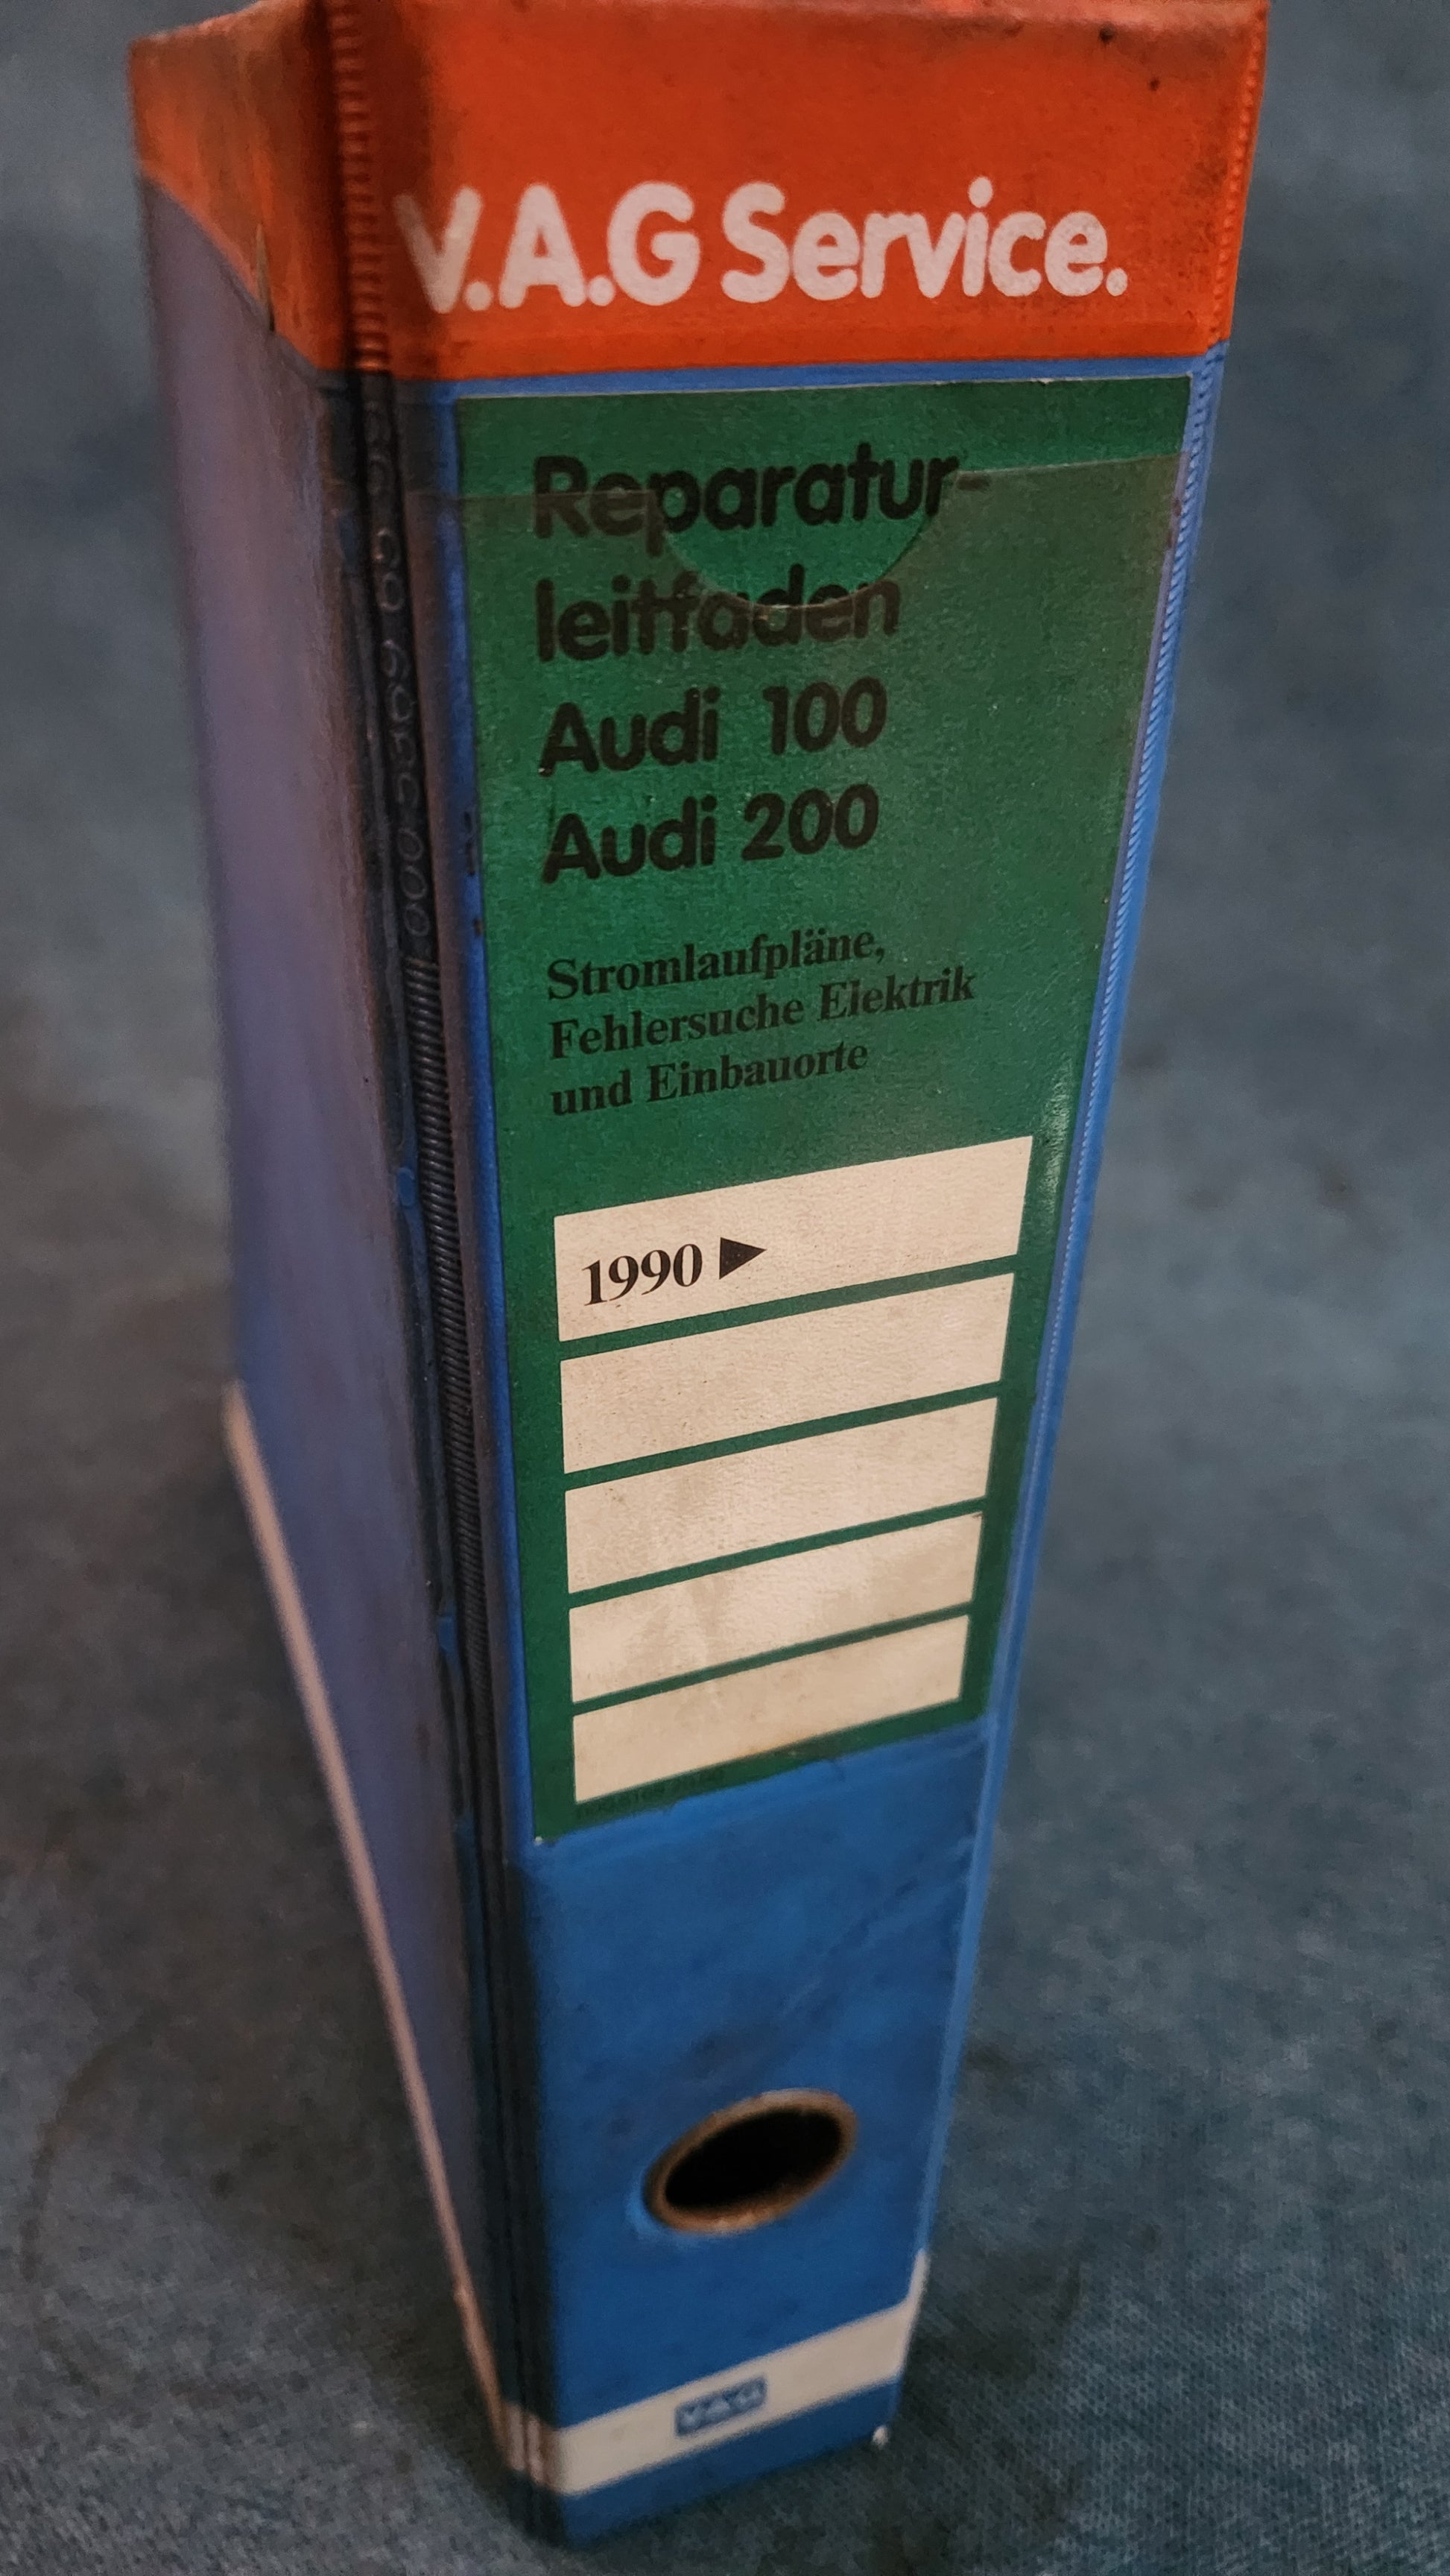 V.A.G Service.
Reparatur-
leitfaden
Audi 100
Audi 200
Stromlaufpläne,
Fehlersuche Elektrik
und Einbauorte
1990 ▶
V.A.G